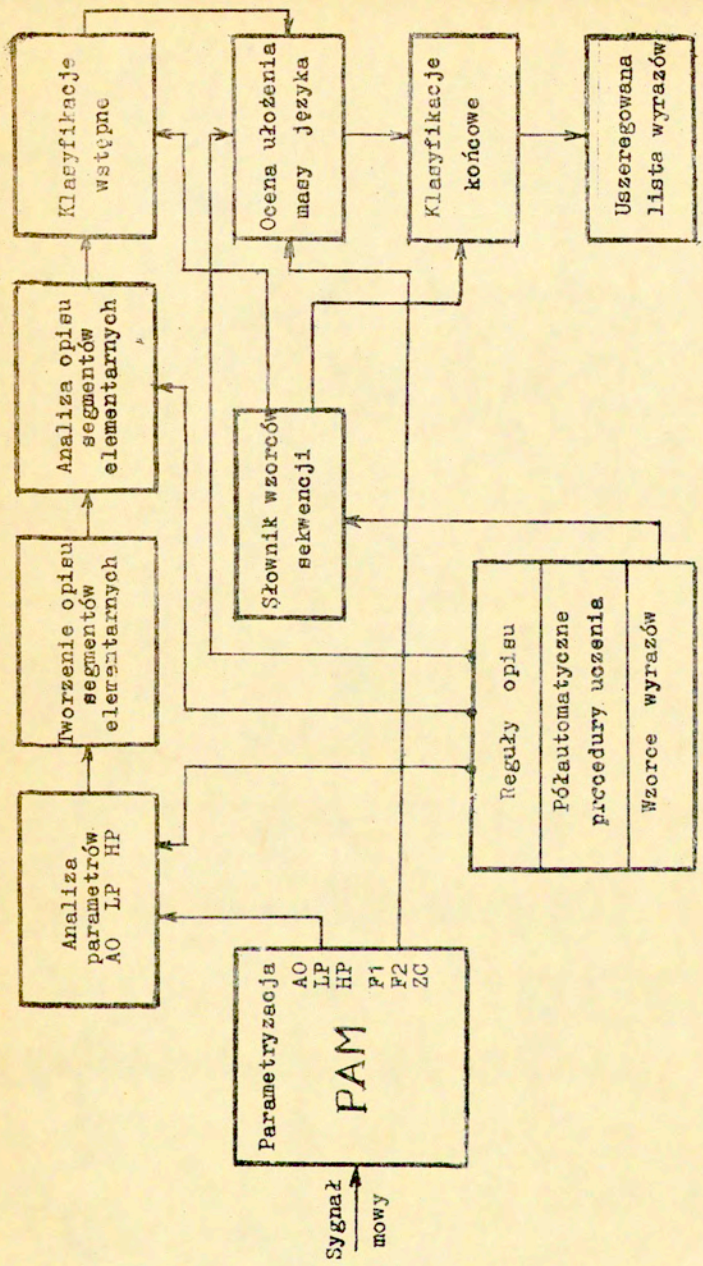 Sygnał
mowy
Parametryzacja
PAM
AO
LP
HP
F1
F2
ZC
Analiza
parametrów
AO LP HP
Tworzenie opisu
segmentów
elementarnych
Analiza opisu
segmentów
elementarnych
Klasyfikacje
wstępne
Ocena ułożenia
masy języka
Klasyfikacje
końcowe
Uszeregowana
lista wyrazów
Słownik wzorców
sekwencji
Reguły opisu
Półautomatyczne
procedury uczenia
Wzorce wyrazów